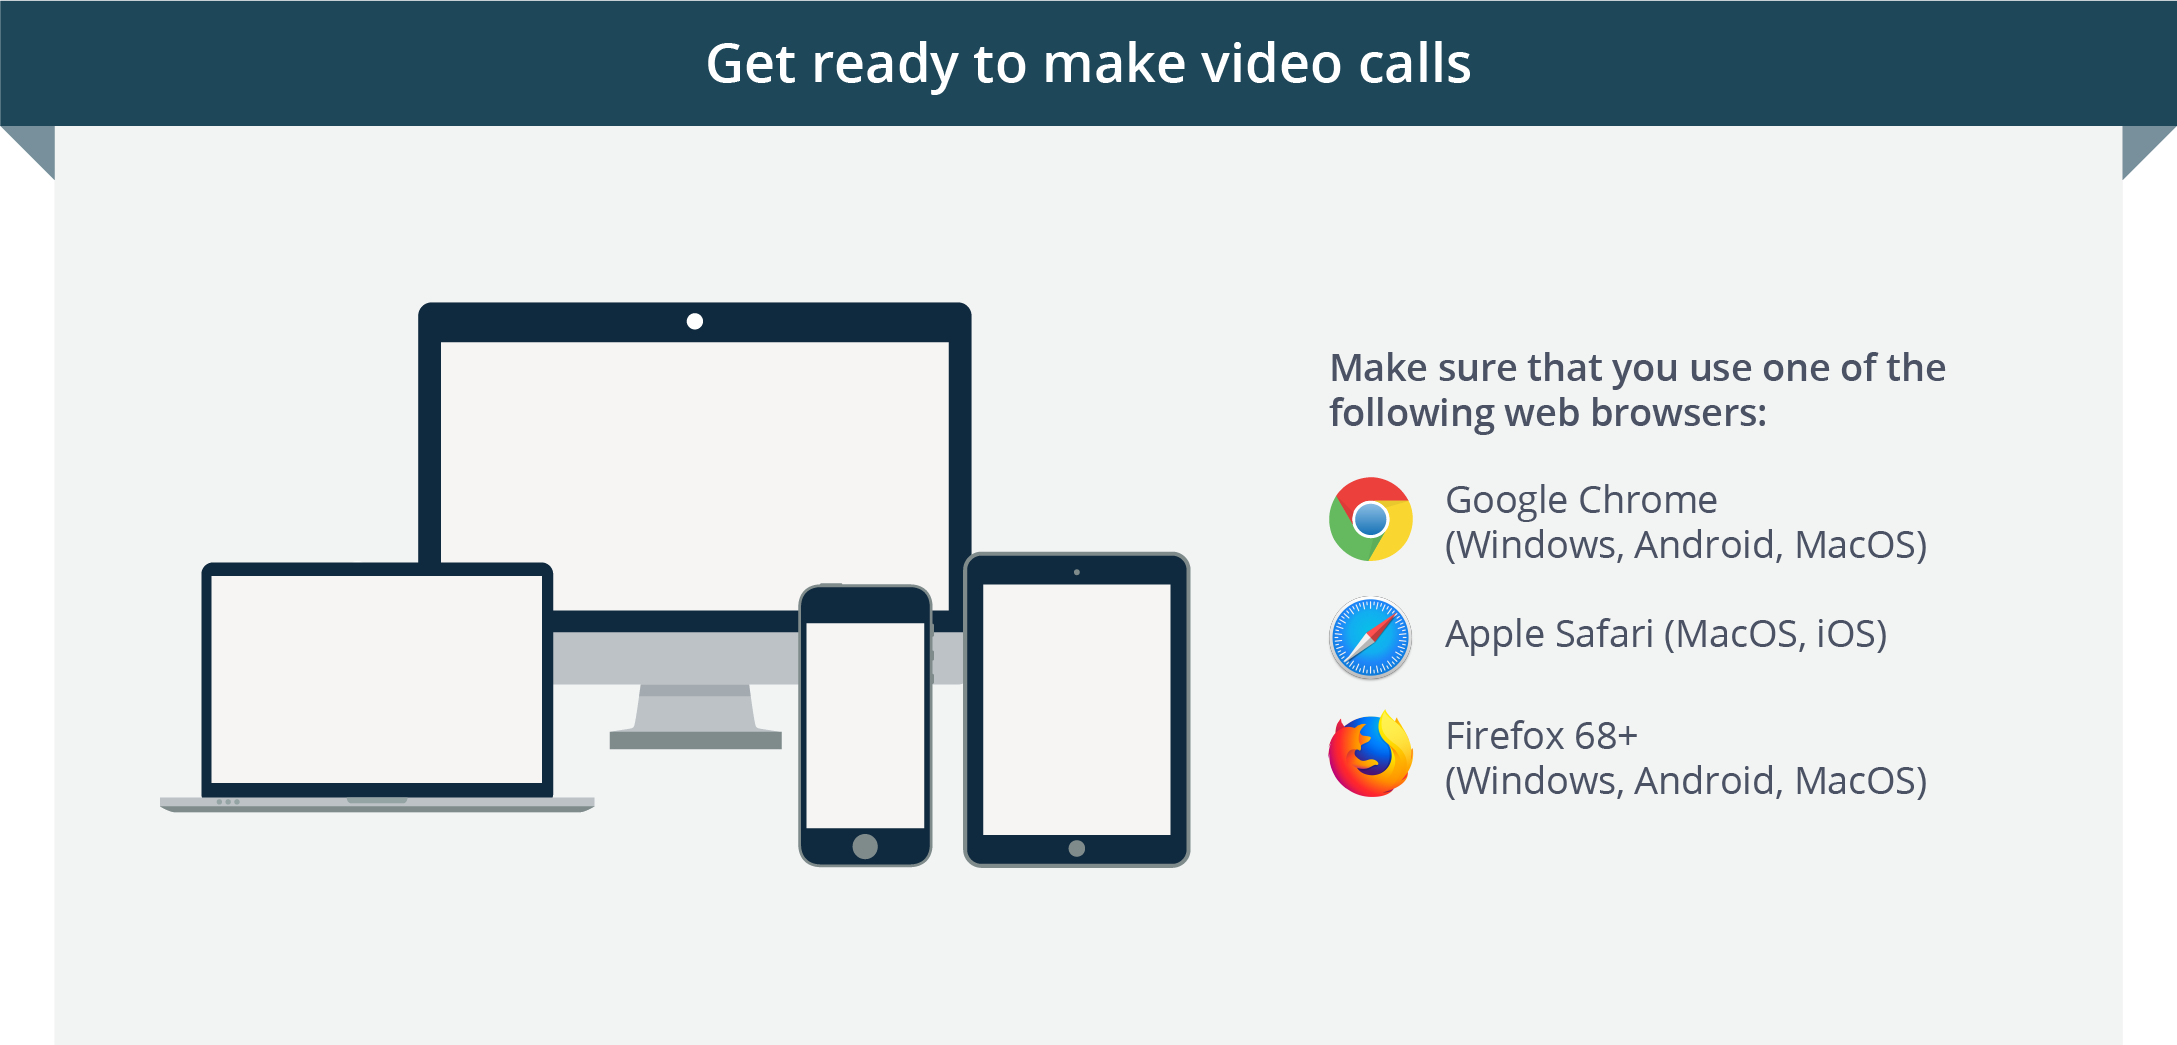 Get ready to make video calls
Make sure that you use one of the
following web browsers:
Google Chrome
(Windows, Android, MacOS)
Apple Safari (MacOS, iOS)
Firefox 68+
(Windows, Android, MacOS)